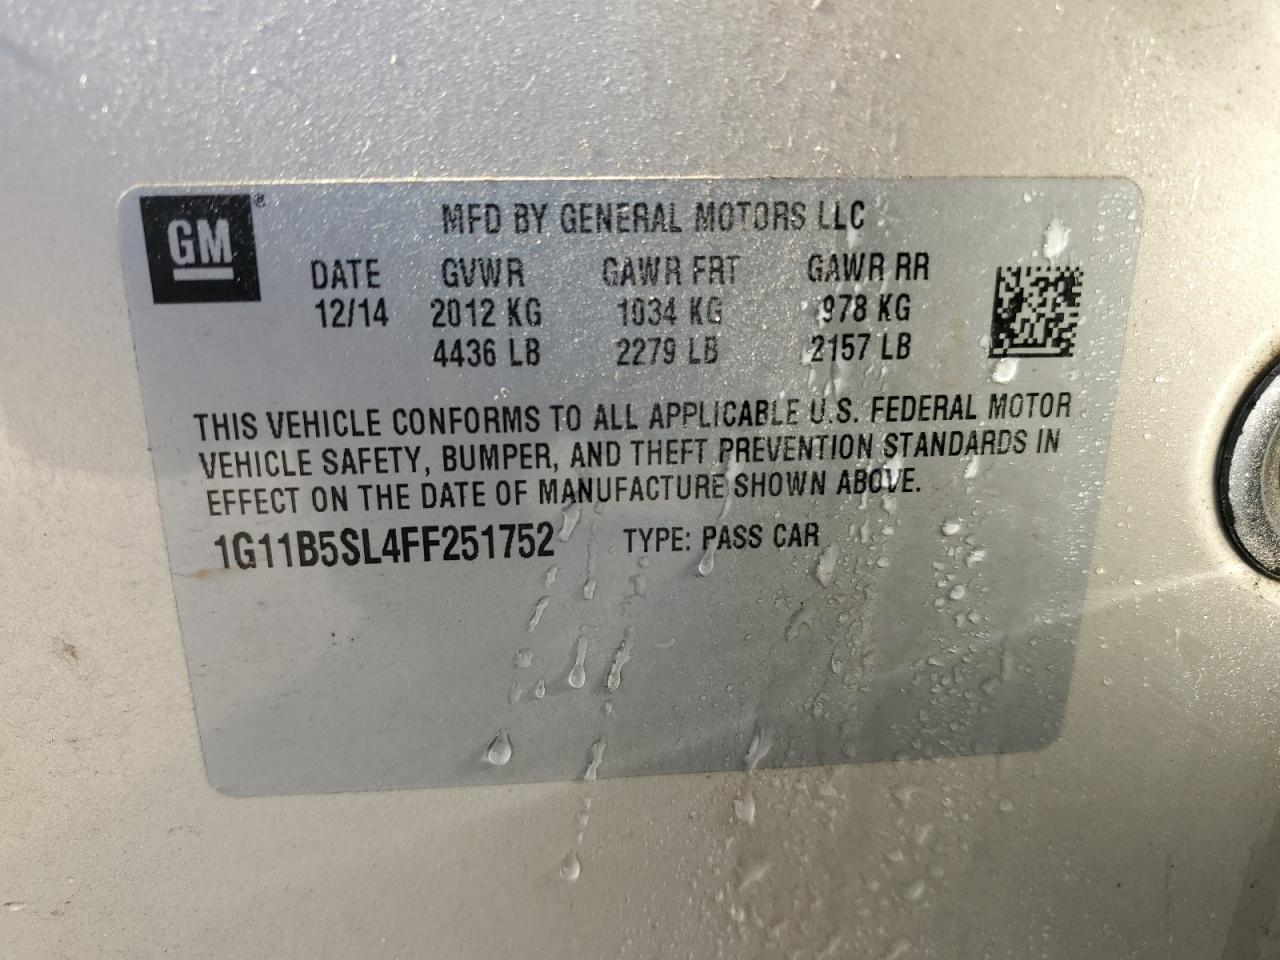 GM®
MFD BY GENERAL MOTORS LLC
DATE GVWR GAWR FRT GAWR RR
12/14 2012 KG 1034 KG 978 KG
4436 LB 2279 LB 2157 LB
THIS VEHICLE CONFORMS TO ALL APPLICABLE U.S. FEDERAL MOTOR
VEHICLE SAFETY, BUMPER, AND THEFT PREVENTION STANDARDS IN
EFFECT ON THE DATE OF MANUFACTURE SHOWN ABOVE.
1G11B5SL4FF251752 TYPE: PASS CAR